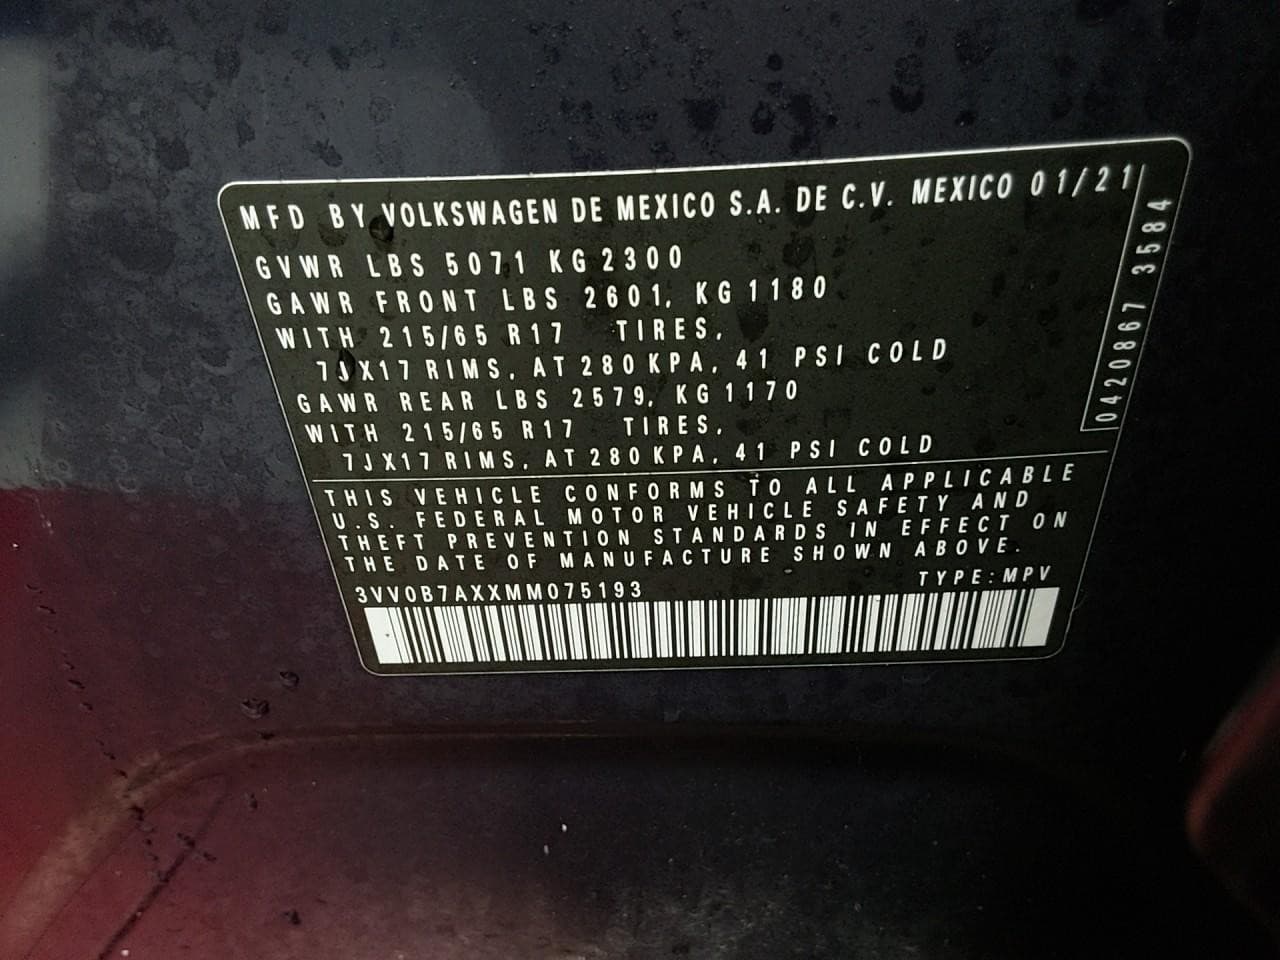 MFD BY VOLKSWAGEN DE MEXICO S.A. DE C.V. MEXICO 01/21
GVWR LBS 5071 KG 2300
GAWR FRONT LBS 2601, KG 1180
WITH 215/65 R17 TIRES,
7JX17 RIMS, AT 280 KPA, 41 PSI COLD
GAWR REAR LBS 2579, KG 1170
WITH 215/65 R17 TIRES,
7JX17 RIMS, AT 280 KPA, 41 PSI COLD
0420867 3584
THIS VEHICLE CONFORMS TO ALL APPLICABLE
U.S. FEDERAL MOTOR VEHICLE SAFETY AND
THEFT PREVENTION STANDARDS IN EFFECT ON
THE DATE OF MANUFACTURE SHOWN ABOVE.
3VV0B7AXXMM075193 TYPE: MPV